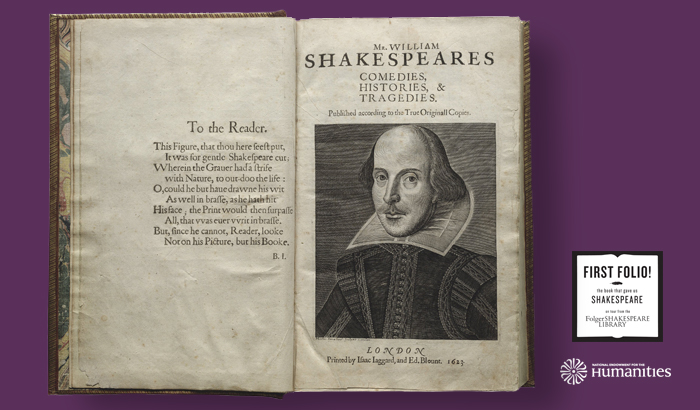 To the Reader.
This Figure, that thou here ſeeſt put,
It was for gentle Shakeſpeare cut;
Wherein the Grauer had a ſtrife
with Nature, to out-doo the life :
O, could he but haue drawne his wit
As well in braſſe, as he hath hit
His face ; the Print would then ſurpaſſe
All, that vvas euer vvrit in braſſe.
But, ſince he cannot, Reader, looke
Not on his Picture, but his Booke.
B. I.
Mr. WILLIAM
SHAKESPEARES
COMEDIES,
HISTORIES, &
TRAGEDIES.
Publiſhed according to the True Originall Copies.
LONDON
Printed by Iſaac Iaggard, and Ed. Blount. 1623
FIRST FOLIO!
the book that gave us
SHAKESPEARE
on tour from the
Folger SHAKESPEARE
LIBRARY
NATIONAL ENDOWMENT FOR THE
Humanities